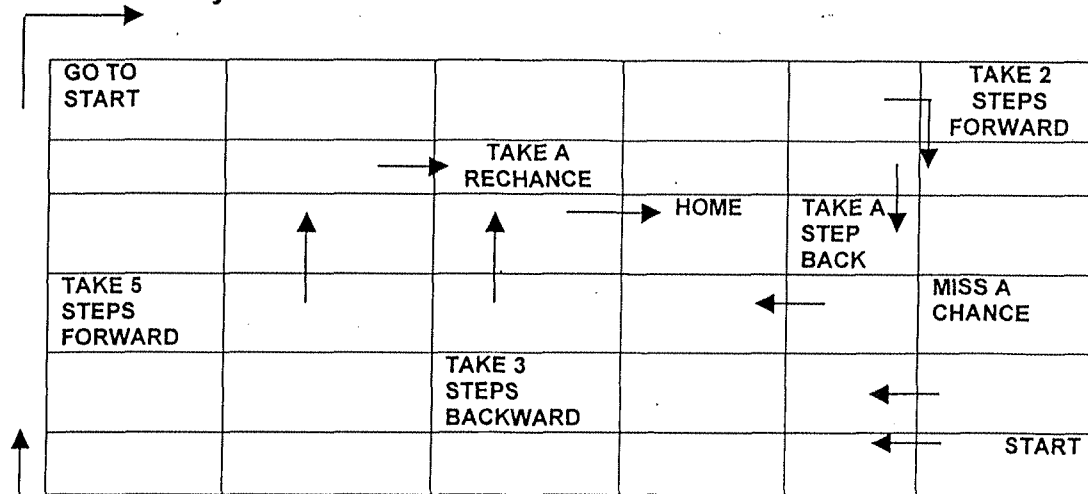 GO TO
START
TAKE 2
STEPS
FORWARD
TAKE A
RECHANCE
HOME
TAKE A
STEP
BACK
TAKE 5
STEPS
FORWARD
MISS A
CHANCE
TAKE 3
STEPS
BACKWARD
START